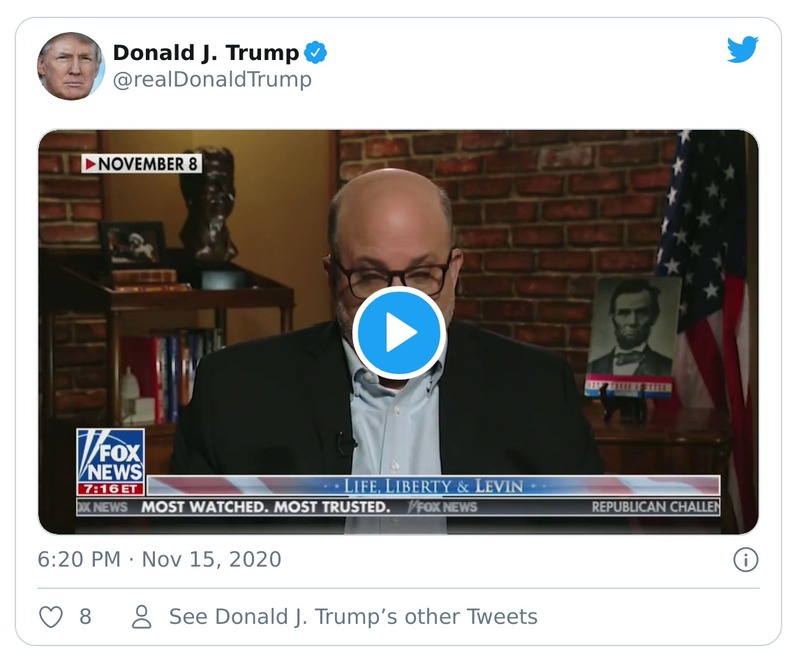 Donald J. Trump
@realDonaldTrump
NOVEMBER 8
FOX
NEWS
7:16 ET
LIFE, LIBERTY & LEVIN
OX NEWS MOST WATCHED. MOST TRUSTED. FOX NEWS REPUBLICAN CHALLEN
6:20 PM · Nov 15, 2020
8 See Donald J. Trump’s other Tweets